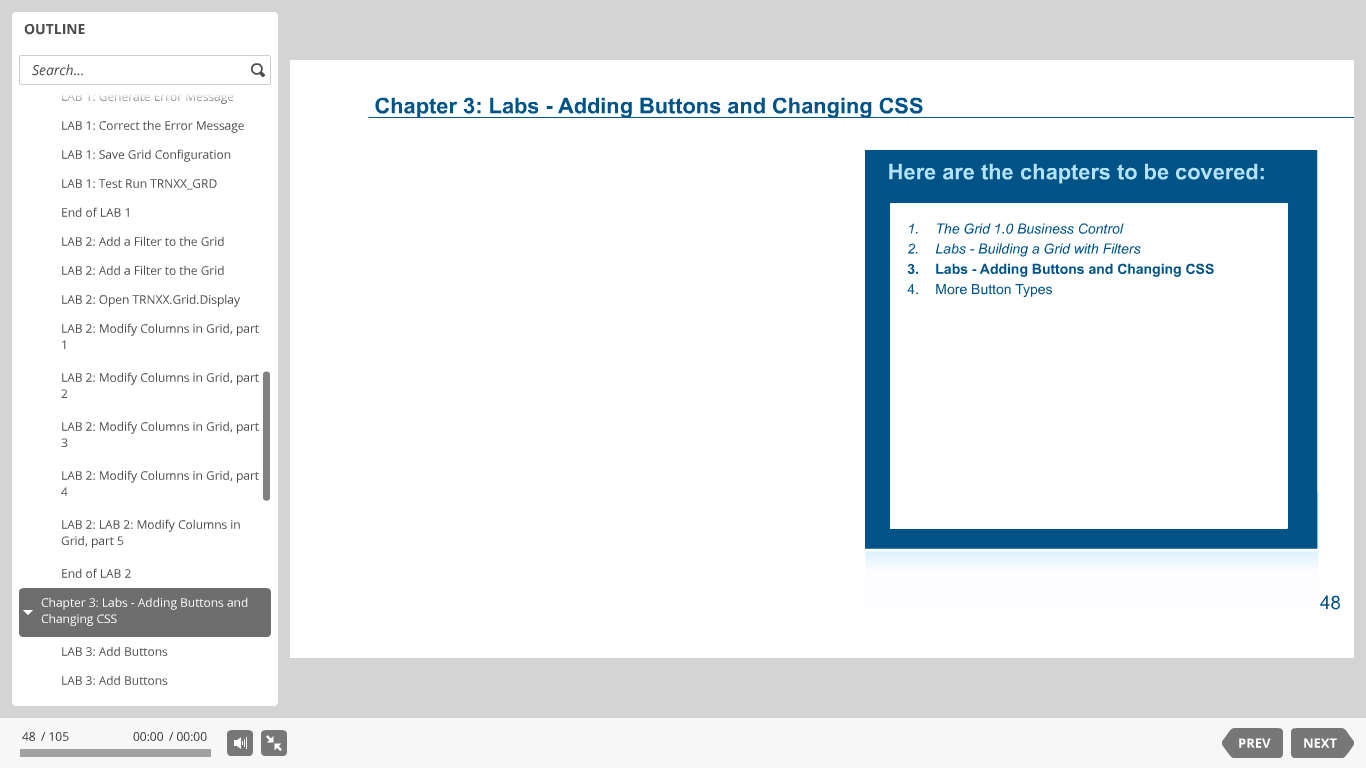 OUTLINE
Search...
LAB 1: Generate Error Message
LAB 1: Correct the Error Message
LAB 1: Save Grid Configuration
LAB 1: Test Run TRNXX_GRD
End of LAB 1
LAB 2: Add a Filter to the Grid
LAB 2: Add a Filter to the Grid
LAB 2: Open TRNXX.Grid.Display
LAB 2: Modify Columns in Grid, part
1
LAB 2: Modify Columns in Grid, part
2
LAB 2: Modify Columns in Grid, part
3
LAB 2: Modify Columns in Grid, part
4
LAB 2: LAB 2: Modify Columns in
Grid, part 5
End of LAB 2
Chapter 3: Labs - Adding Buttons and
Changing CSS
LAB 3: Add Buttons
LAB 3: Add Buttons
Chapter 3: Labs - Adding Buttons and Changing CSS
Here are the chapters to be covered:
1. The Grid 1.0 Business Control
2. Labs - Building a Grid with Filters
3. Labs - Adding Buttons and Changing CSS
4. More Button Types
48
48 / 105 00:00 / 00:00
PREV NEXT